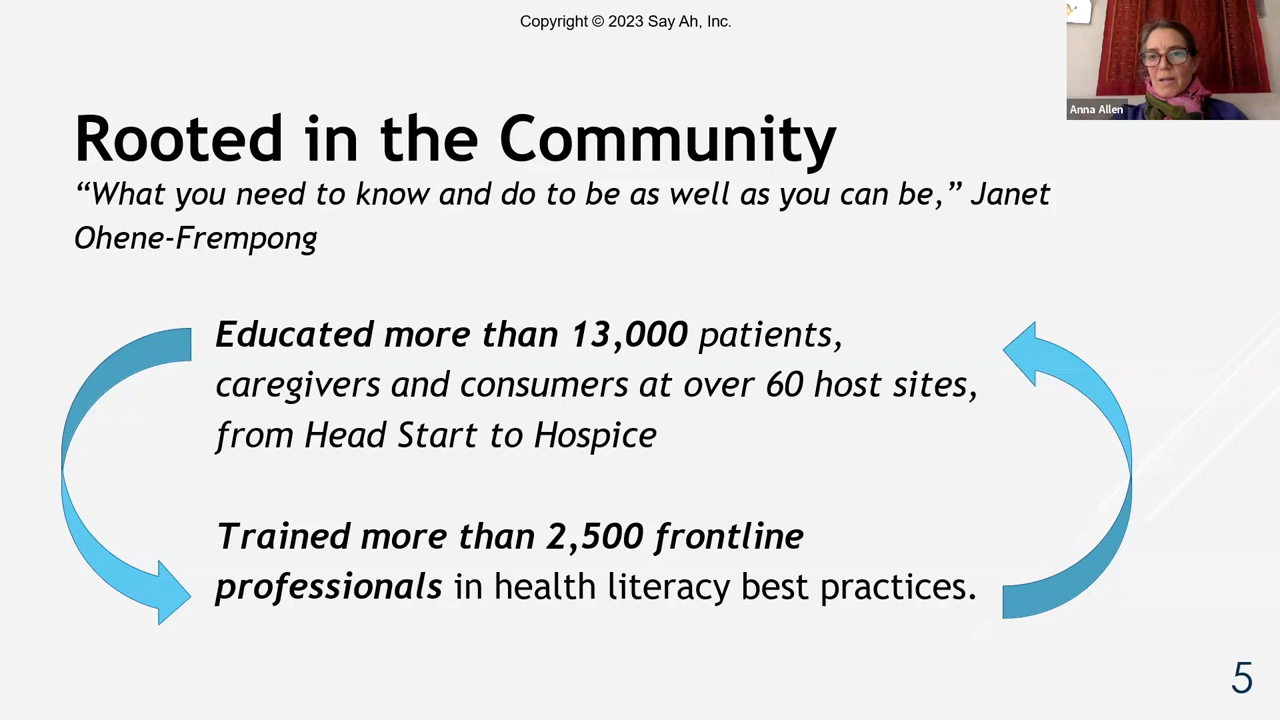 Copyright © 2023 Say Ah, Inc.
Anna Allen
Rooted in the Community
“What you need to know and do to be as well as you can be,” Janet
Ohene-Frempong
Educated more than 13,000 patients,
caregivers and consumers at over 60 host sites,
from Head Start to Hospice
Trained more than 2,500 frontline
professionals in health literacy best practices.
5